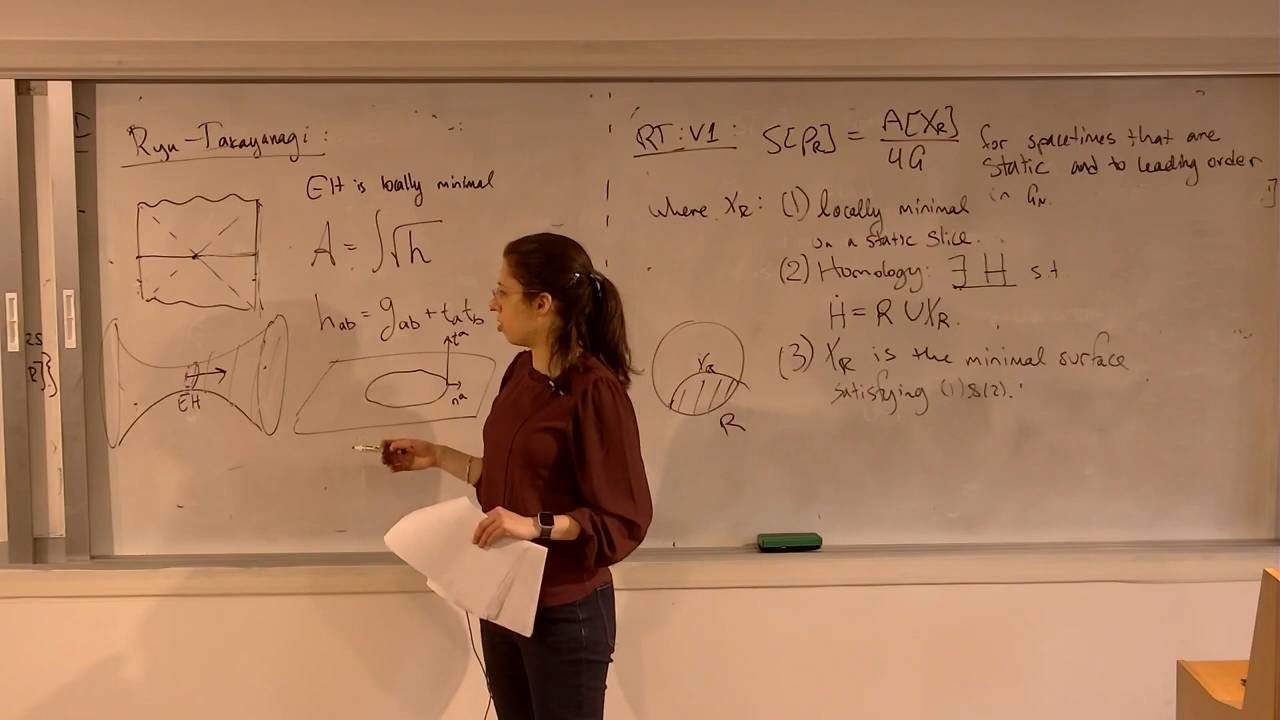 Ryu-Takayanagi:
EH is locally minimal
A = ∫√h
h_ab = g_ab + t_a t_b
t^a
n^a
EH
RT:V1: S[ρ_R] = A[X_R] / 4G for spacetimes that are
static and to leading order
in G_N.
where X_R: (1) locally minimal
on a static slice.
(2) Homology: ∃ H s.t
Ḣ = R ∪ X_R.
(3) X_R is the minimal surface
satisfying (1) & (2).
X_R
R